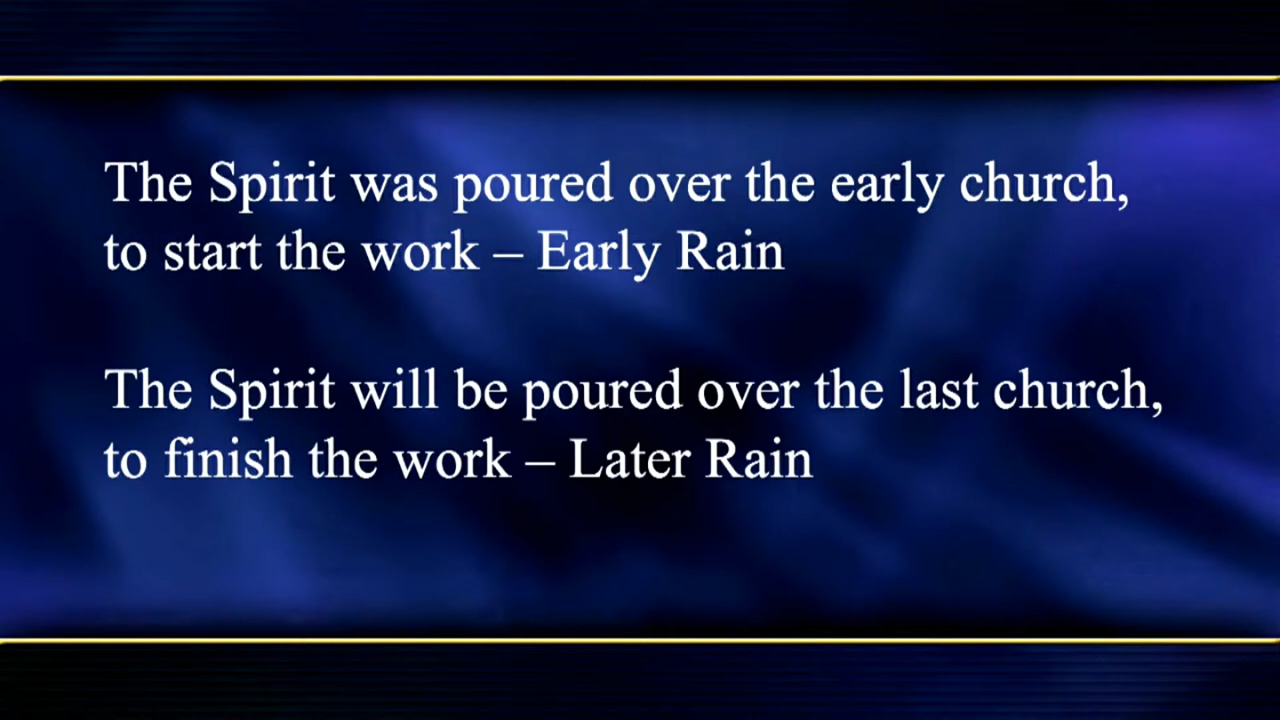 The Spirit was poured over the early church,
to start the work – Early Rain
The Spirit will be poured over the last church,
to finish the work – Later Rain